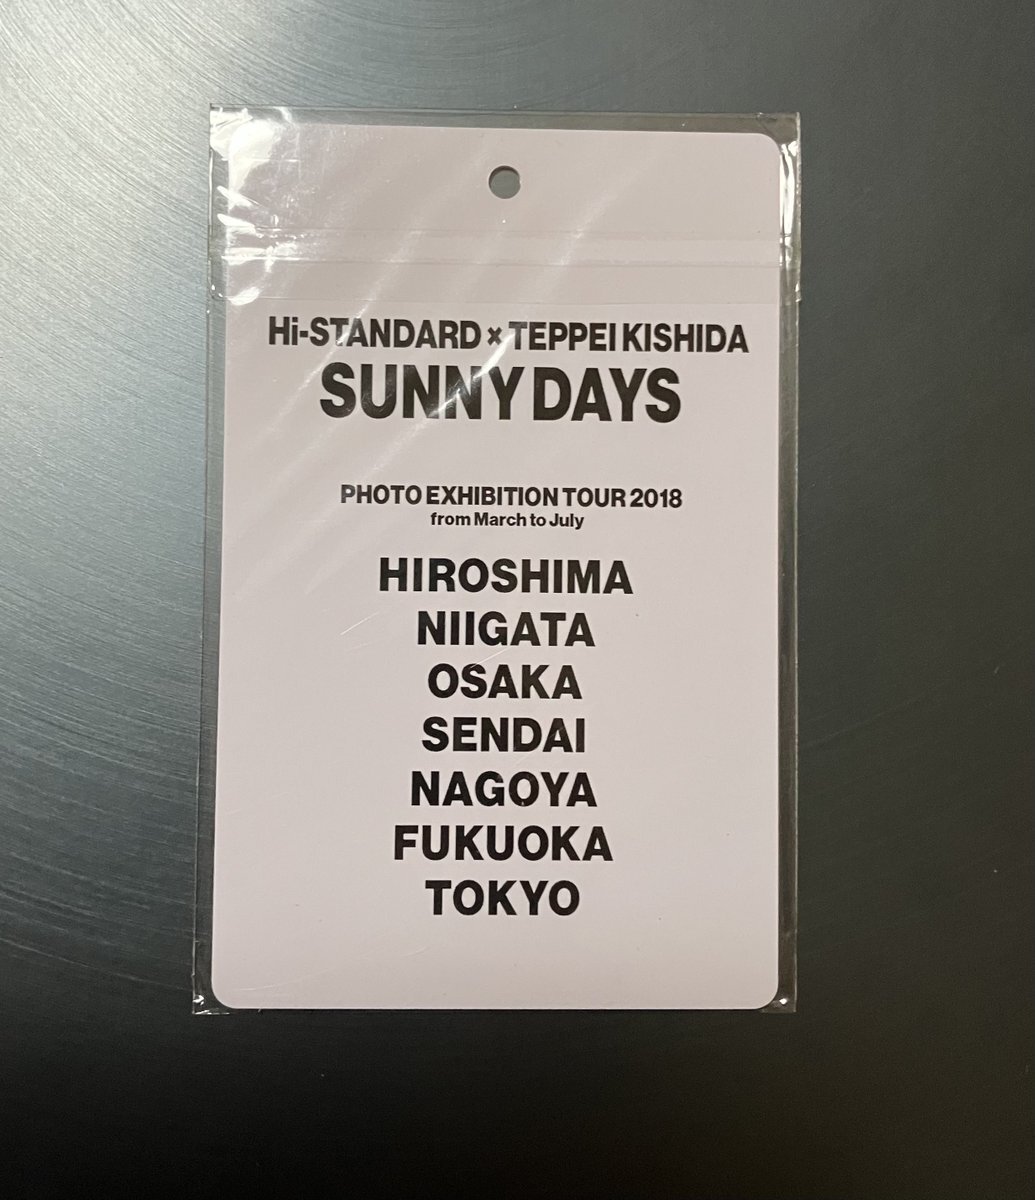 Hi-STANDARD × TEPPEI KISHIDA
SUNNY DAYS
PHOTO EXHIBITION TOUR 2018
from March to July
HIROSHIMA
NIIGATA
OSAKA
SENDAI
NAGOYA
FUKUOKA
TOKYO